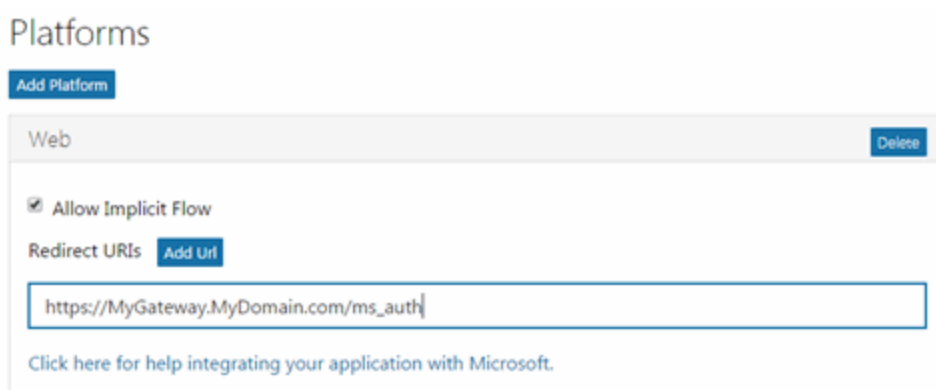 Platforms
Add Platform
Web
Delete
Allow Implicit Flow
Redirect URIs Add Url
https://MyGateway.MyDomain.com/ms_auth
Click here for help integrating your application with Microsoft.